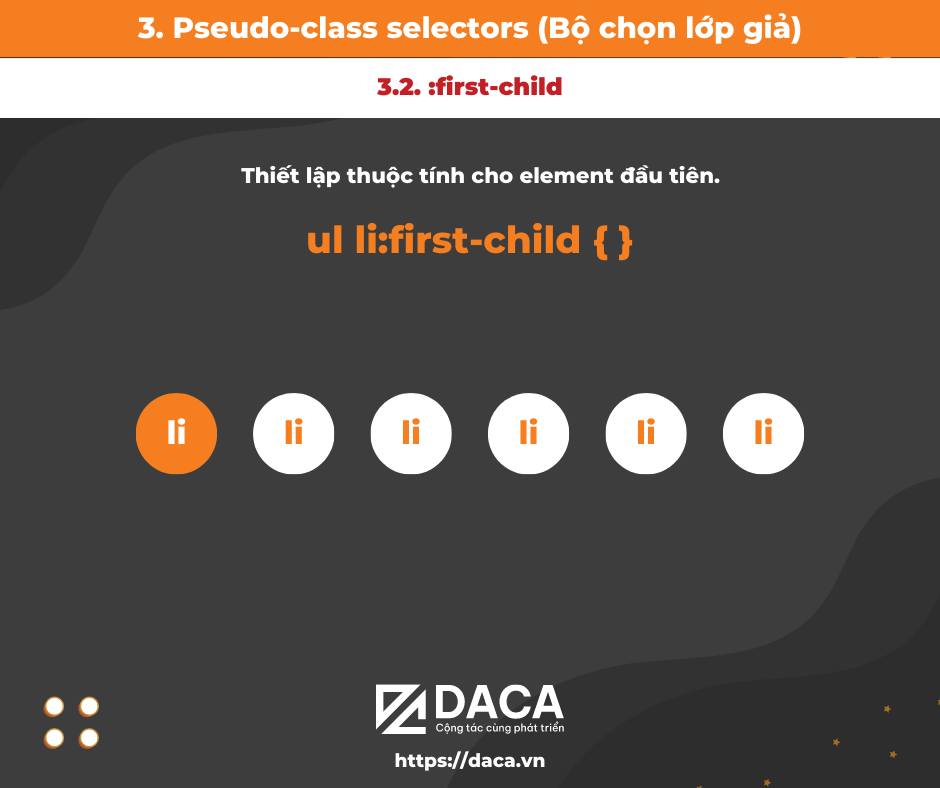 3. Pseudo-class selectors (Bộ chọn lớp giả)
3.2. :first-child
Thiết lập thuộc tính cho element đầu tiên.
ul li:first-child { }
li li li li li li
DACA
Cộng tác cùng phát triển
https://daca.vn